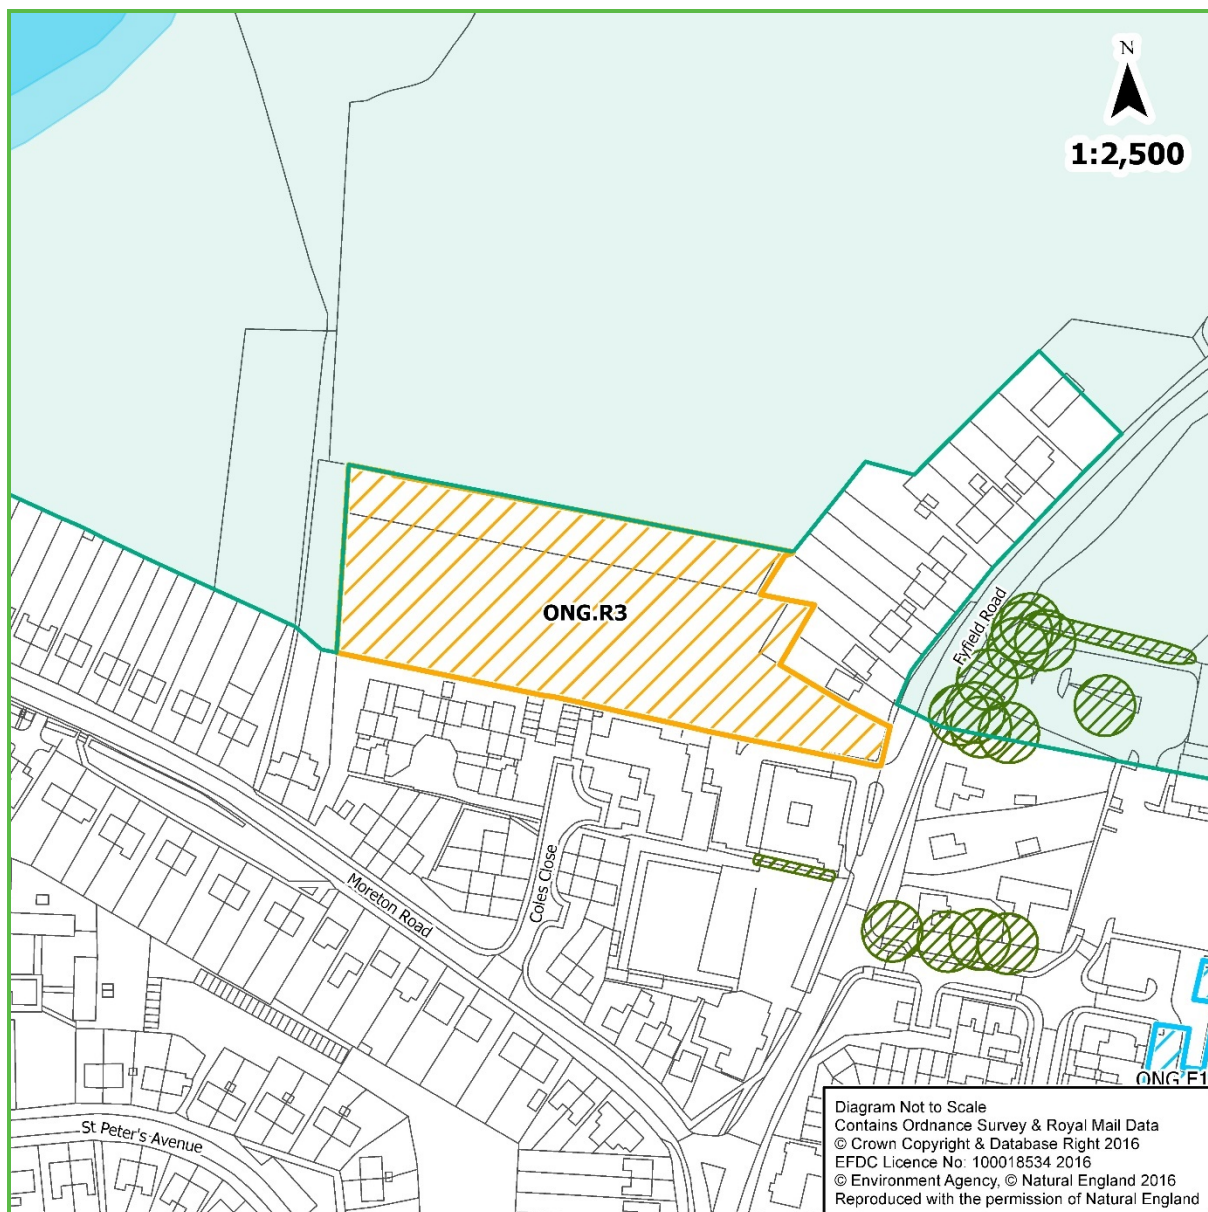 N
1:2,500
ONG.R3
Fyfield Road
Moreton Road
Coles Close
ONG.E1
St Peter's Avenue
Diagram Not to Scale
Contains Ordnance Survey & Royal Mail Data
© Crown Copyright & Database Right 2016
EFDC Licence No: 100018534 2016
© Environment Agency, © Natural England 2016
Reproduced with the permission of Natural England